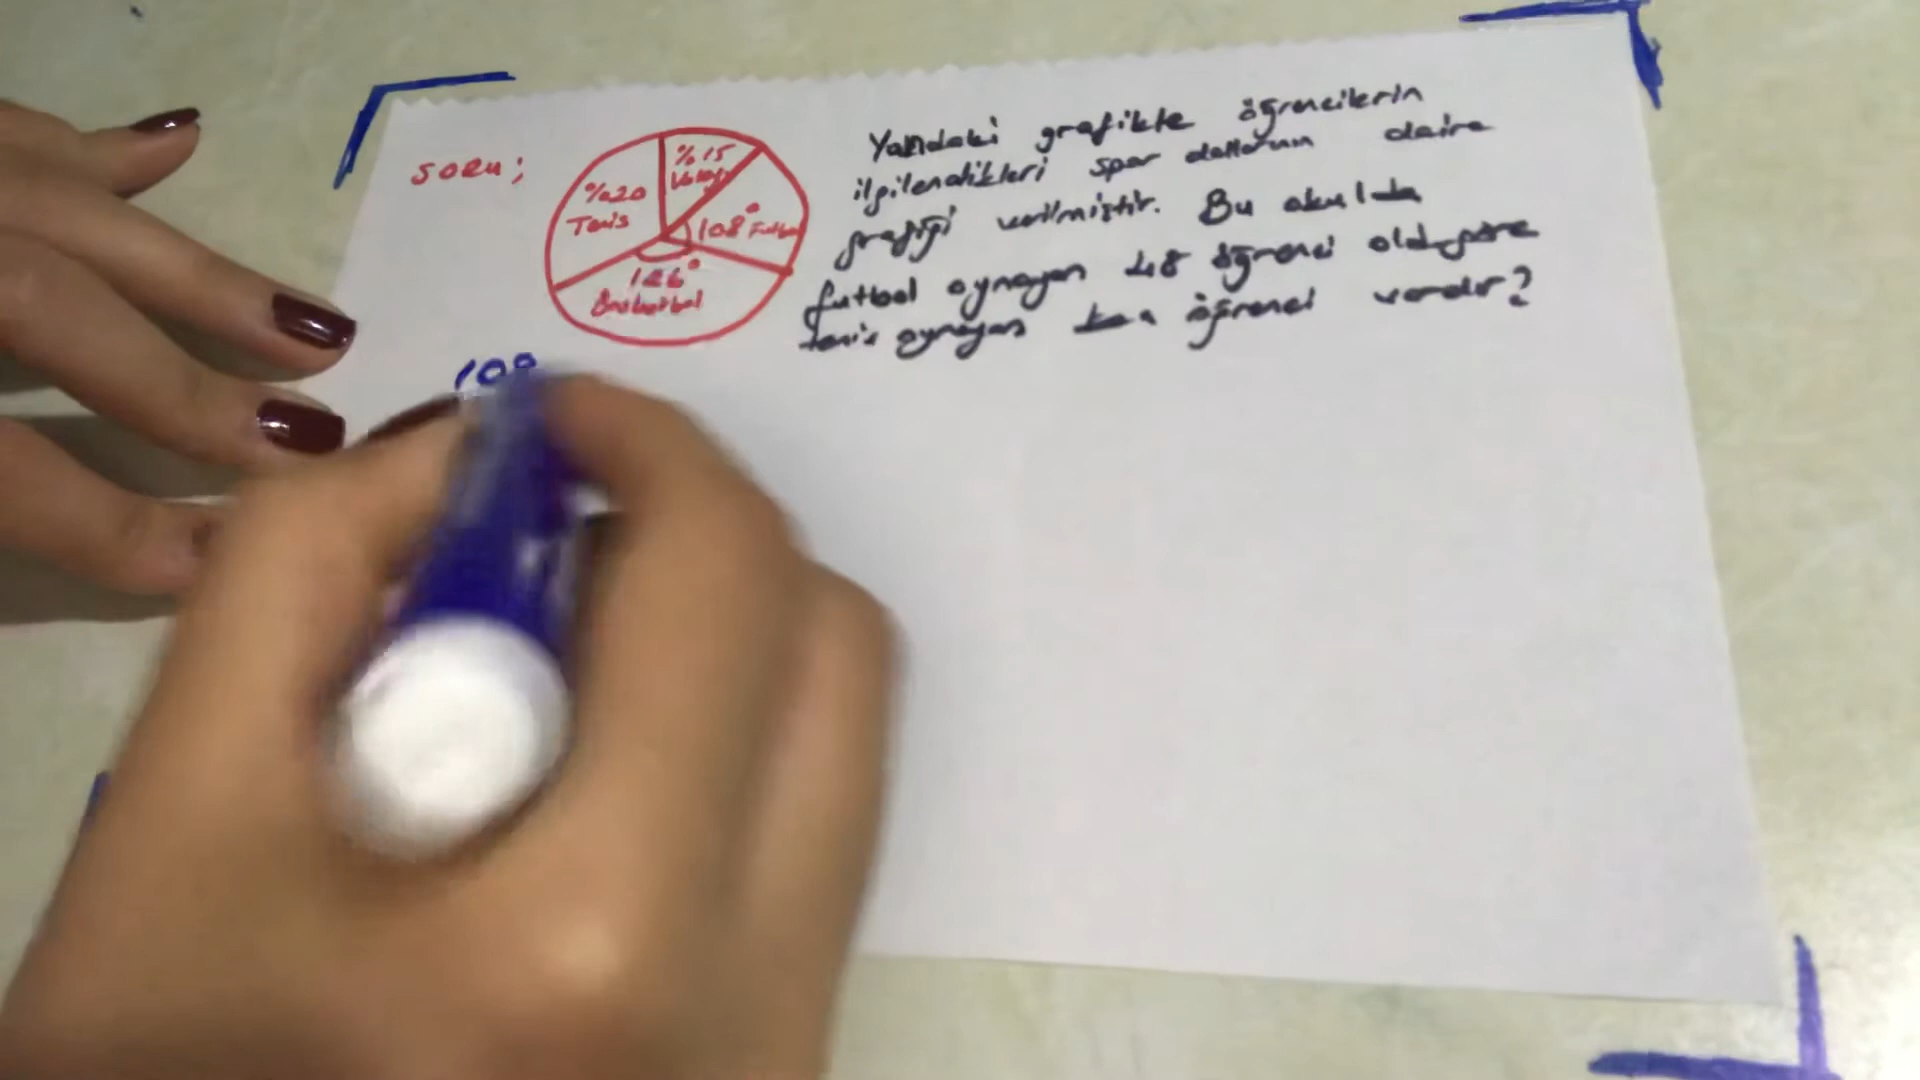 SORU;
%15
Voleybol
%20
Tenis
108° Futbol
126°
Basketbol
Yandaki grafikte öğrencilerin
ilgilendikleri spor dallarının daire
grafiği verilmiştir. Bu okulda
futbol oynayan 48 öğrenci olduğuna göre
tenis oynayan kaç öğrenci vardır?
108